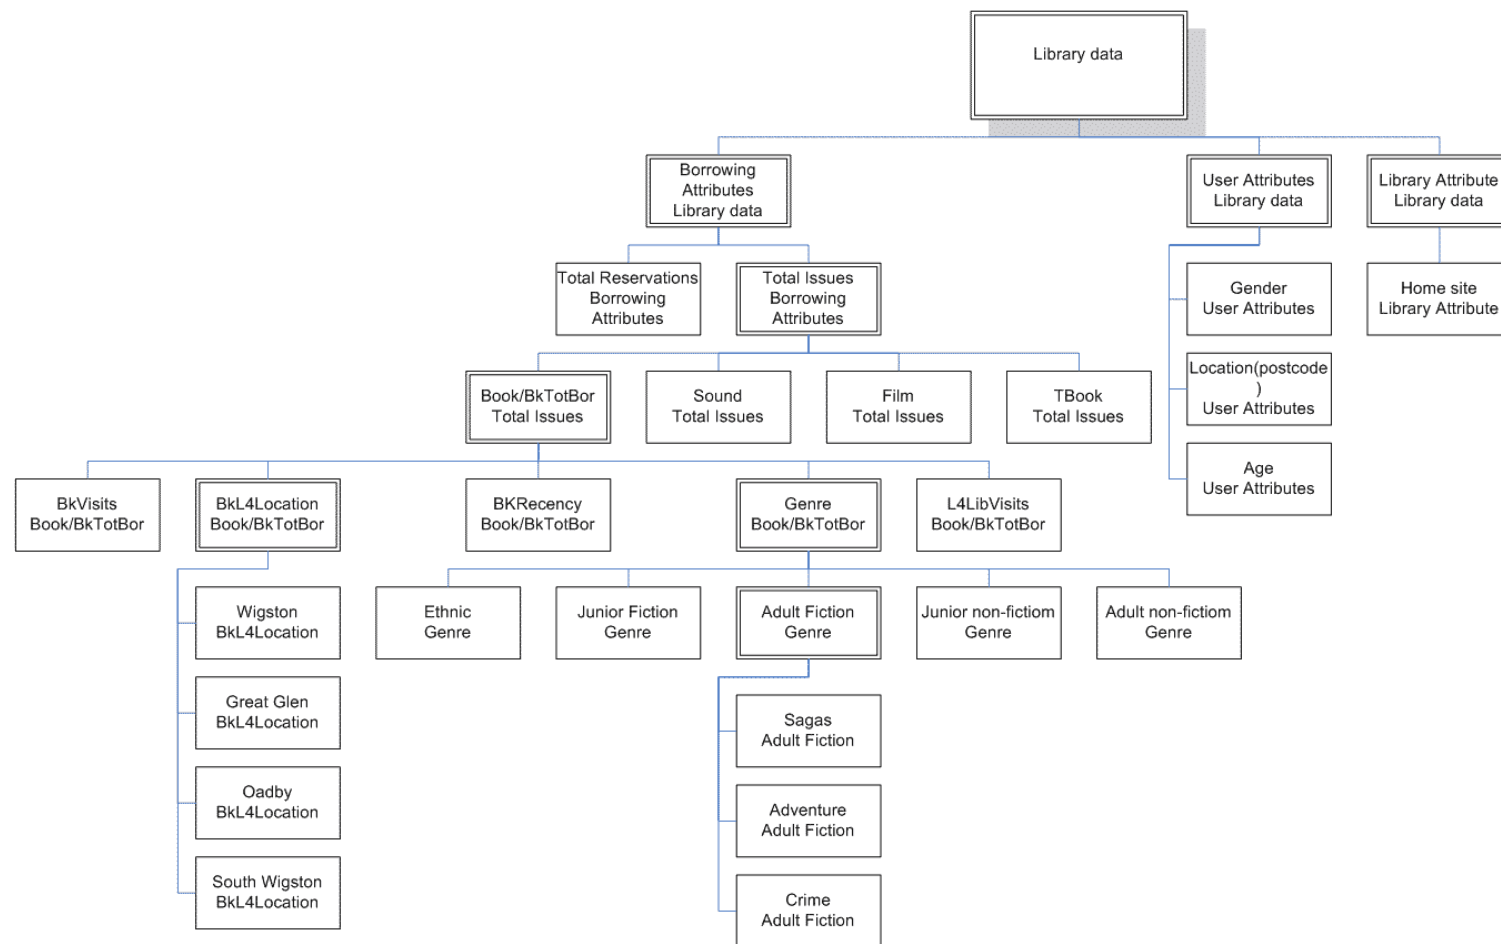 Library data
Borrowing
Attributes
Library data
User Attributes
Library data
Library Attribute
Library data
Total Reservations
Borrowing
Attributes
Total Issues
Borrowing
Attributes
Gender
User Attributes
Home site
Library Attribute
Book/BkTotBor
Total Issues
Sound
Total Issues
Film
Total Issues
TBook
Total Issues
Location(postcode
)
User Attributes
Age
User Attributes
BkVisits
Book/BkTotBor
BkL4Location
Book/BkTotBor
BKRecency
Book/BkTotBor
Genre
Book/BkTotBor
L4LibVisits
Book/BkTotBor
Wigston
BkL4Location
Ethnic
Genre
Junior Fiction
Genre
Adult Fiction
Genre
Junior non-fictiom
Genre
Adult non-fictiom
Genre
Great Glen
BkL4Location
Sagas
Adult Fiction
Oadby
BkL4Location
Adventure
Adult Fiction
South Wigston
BkL4Location
Crime
Adult Fiction